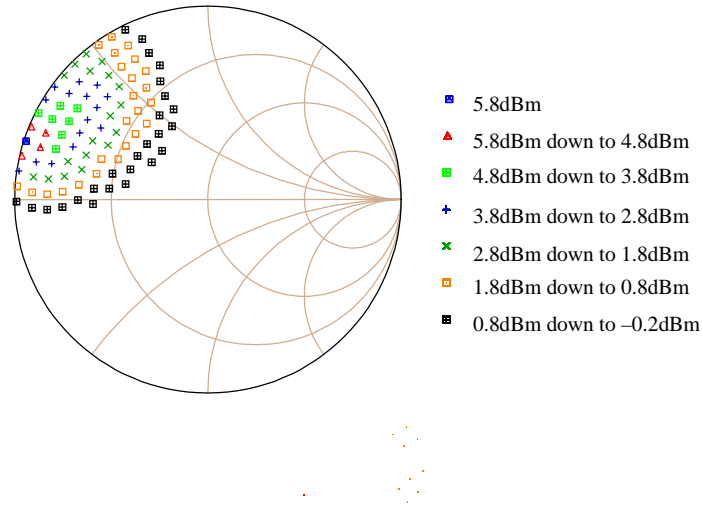 5.8dBm
5.8dBm down to 4.8dBm
4.8dBm down to 3.8dBm
3.8dBm down to 2.8dBm
2.8dBm down to 1.8dBm
1.8dBm down to 0.8dBm
0.8dBm down to –0.2dBm